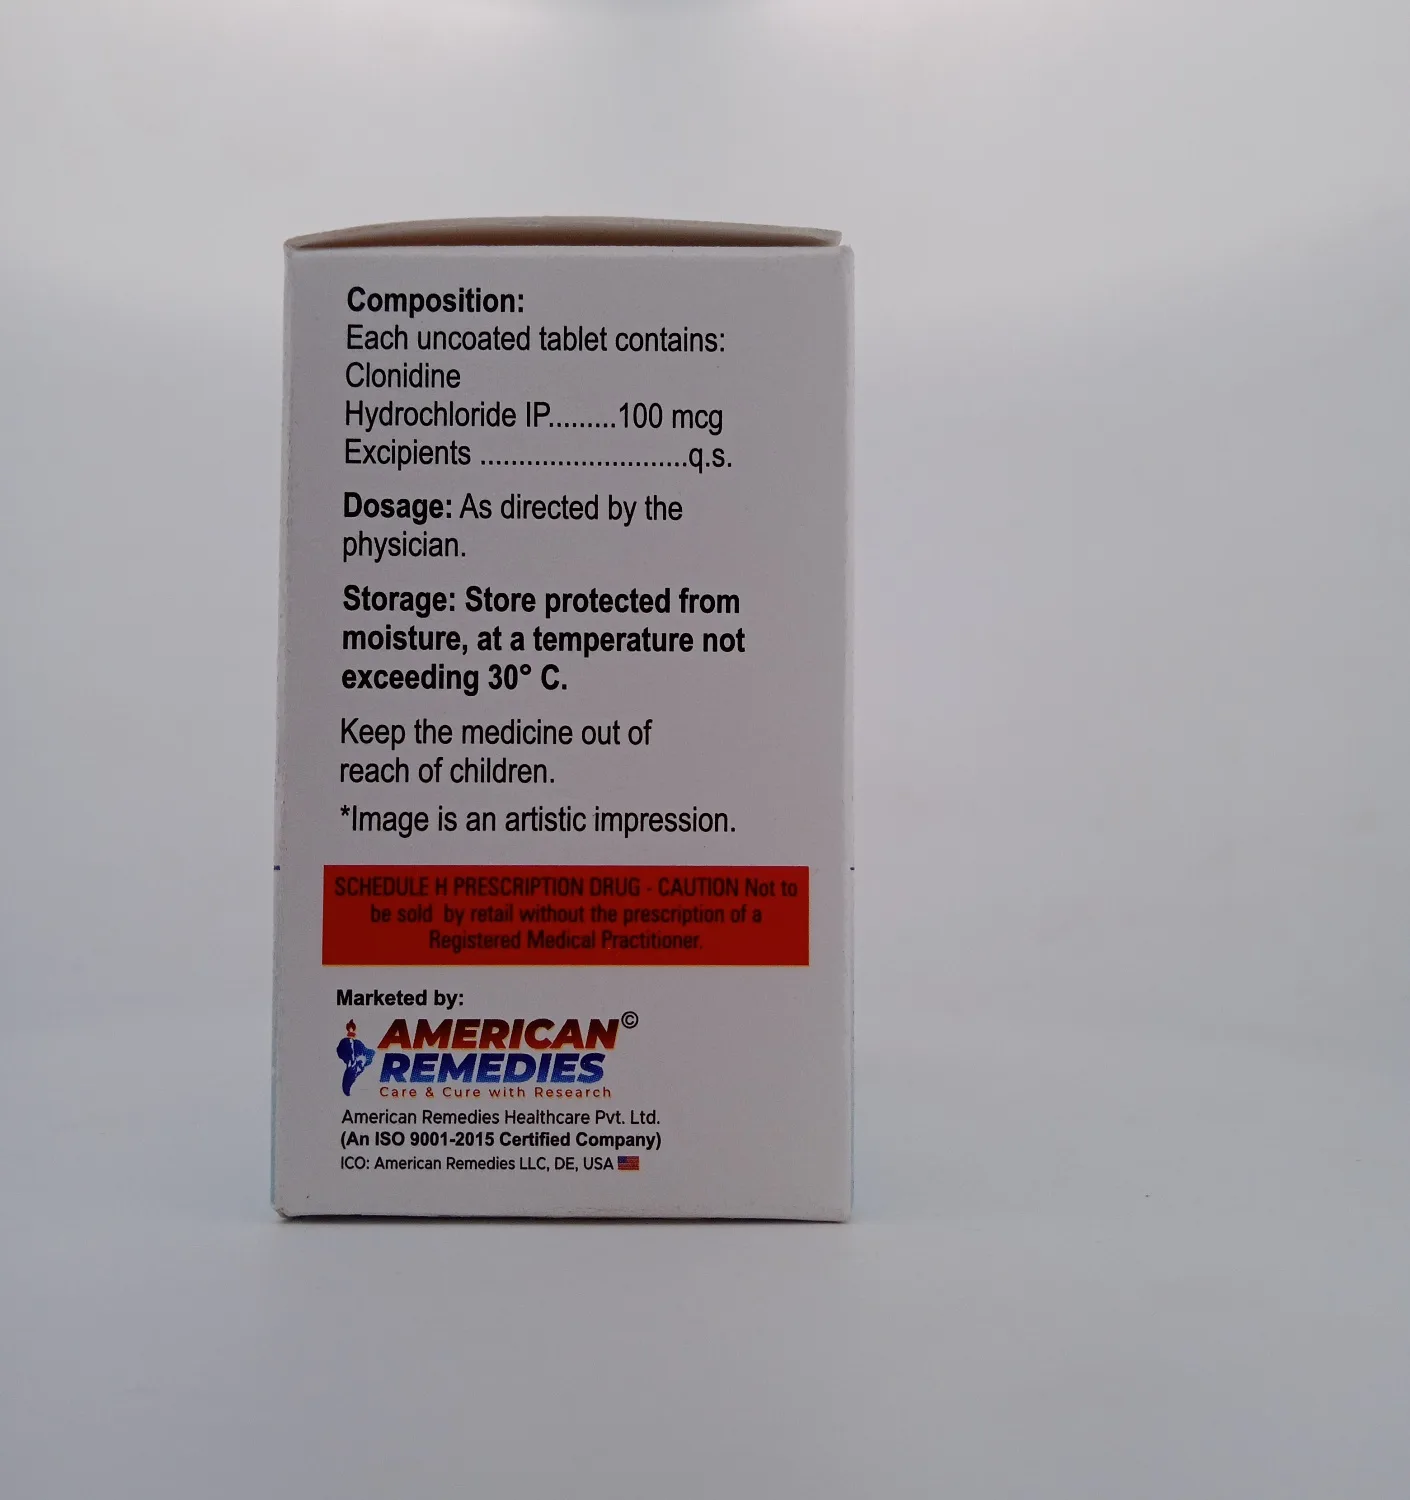 Composition:
Each uncoated tablet contains:
Clonidine
Hydrochloride IP.........100 mcg
Excipients ...........................q.s.
Dosage: As directed by the
physician.
Storage: Store protected from
moisture, at a temperature not
exceeding 30° C.
Keep the medicine out of
reach of children.
*Image is an artistic impression.
SCHEDULE H PRESCRIPTION DRUG - CAUTION Not to
be sold by retail without the prescription of a
Registered Medical Practitioner.
Marketed by:
AMERICAN©
REMEDIES
Care & Cure with Research
American Remedies Healthcare Pvt. Ltd.
(An ISO 9001-2015 Certified Company)
ICO: American Remedies LLC, DE, USA